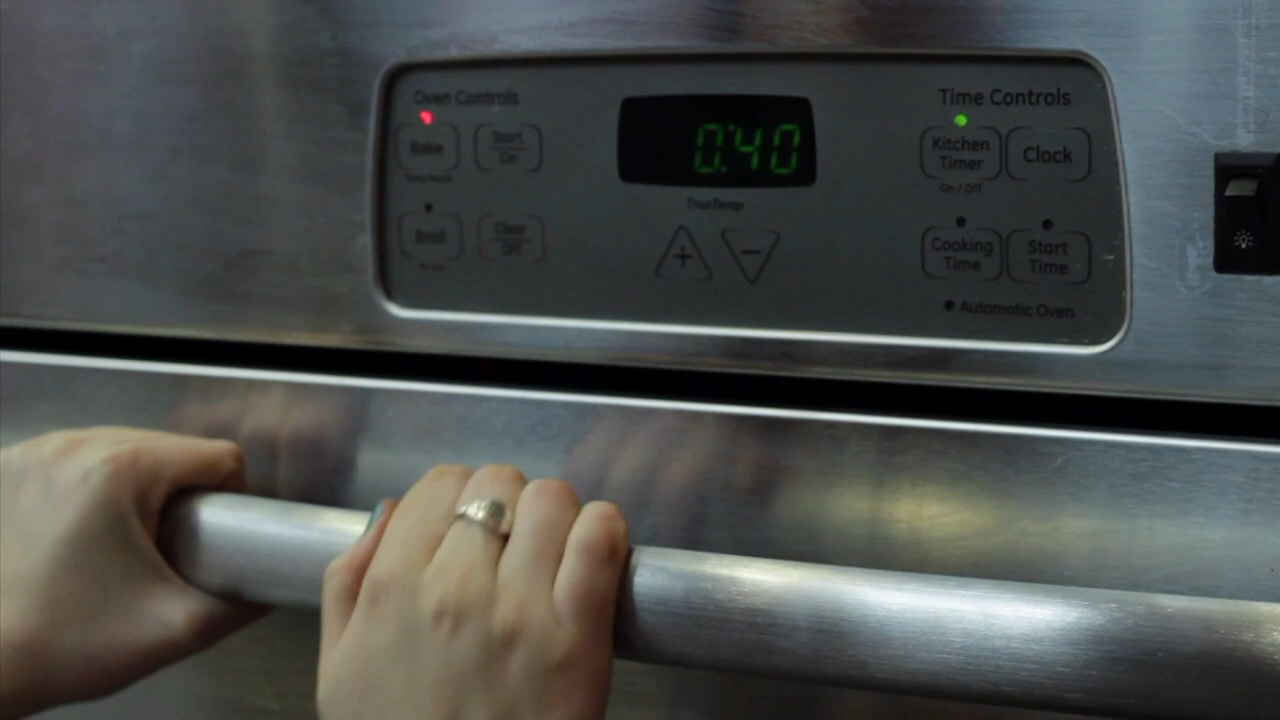 Oven Controls
Bake
Start
On
Broil
Clear
Off
0:40
TrueTemp
+
−
Time Controls
Kitchen
Timer
On / Off
Clock
Cooking
Time
Start
Time
Automatic Oven